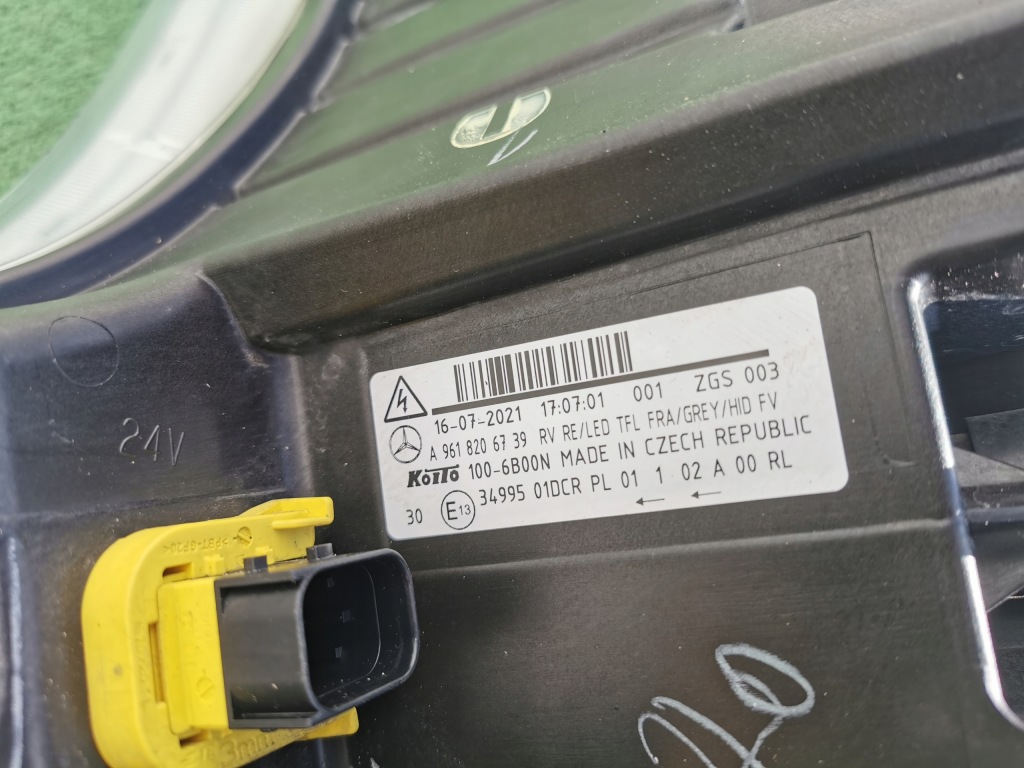 16-07-2021 17:07:01 001 ZGS 003
A 961 820 67 39 RV RE/LED TFL FRA/GREY/HID FV
KOITO 100-6B00N MADE IN CZECH REPUBLIC
30 E13 34995 01DCR PL 01 1 02 A 00 RL
24V